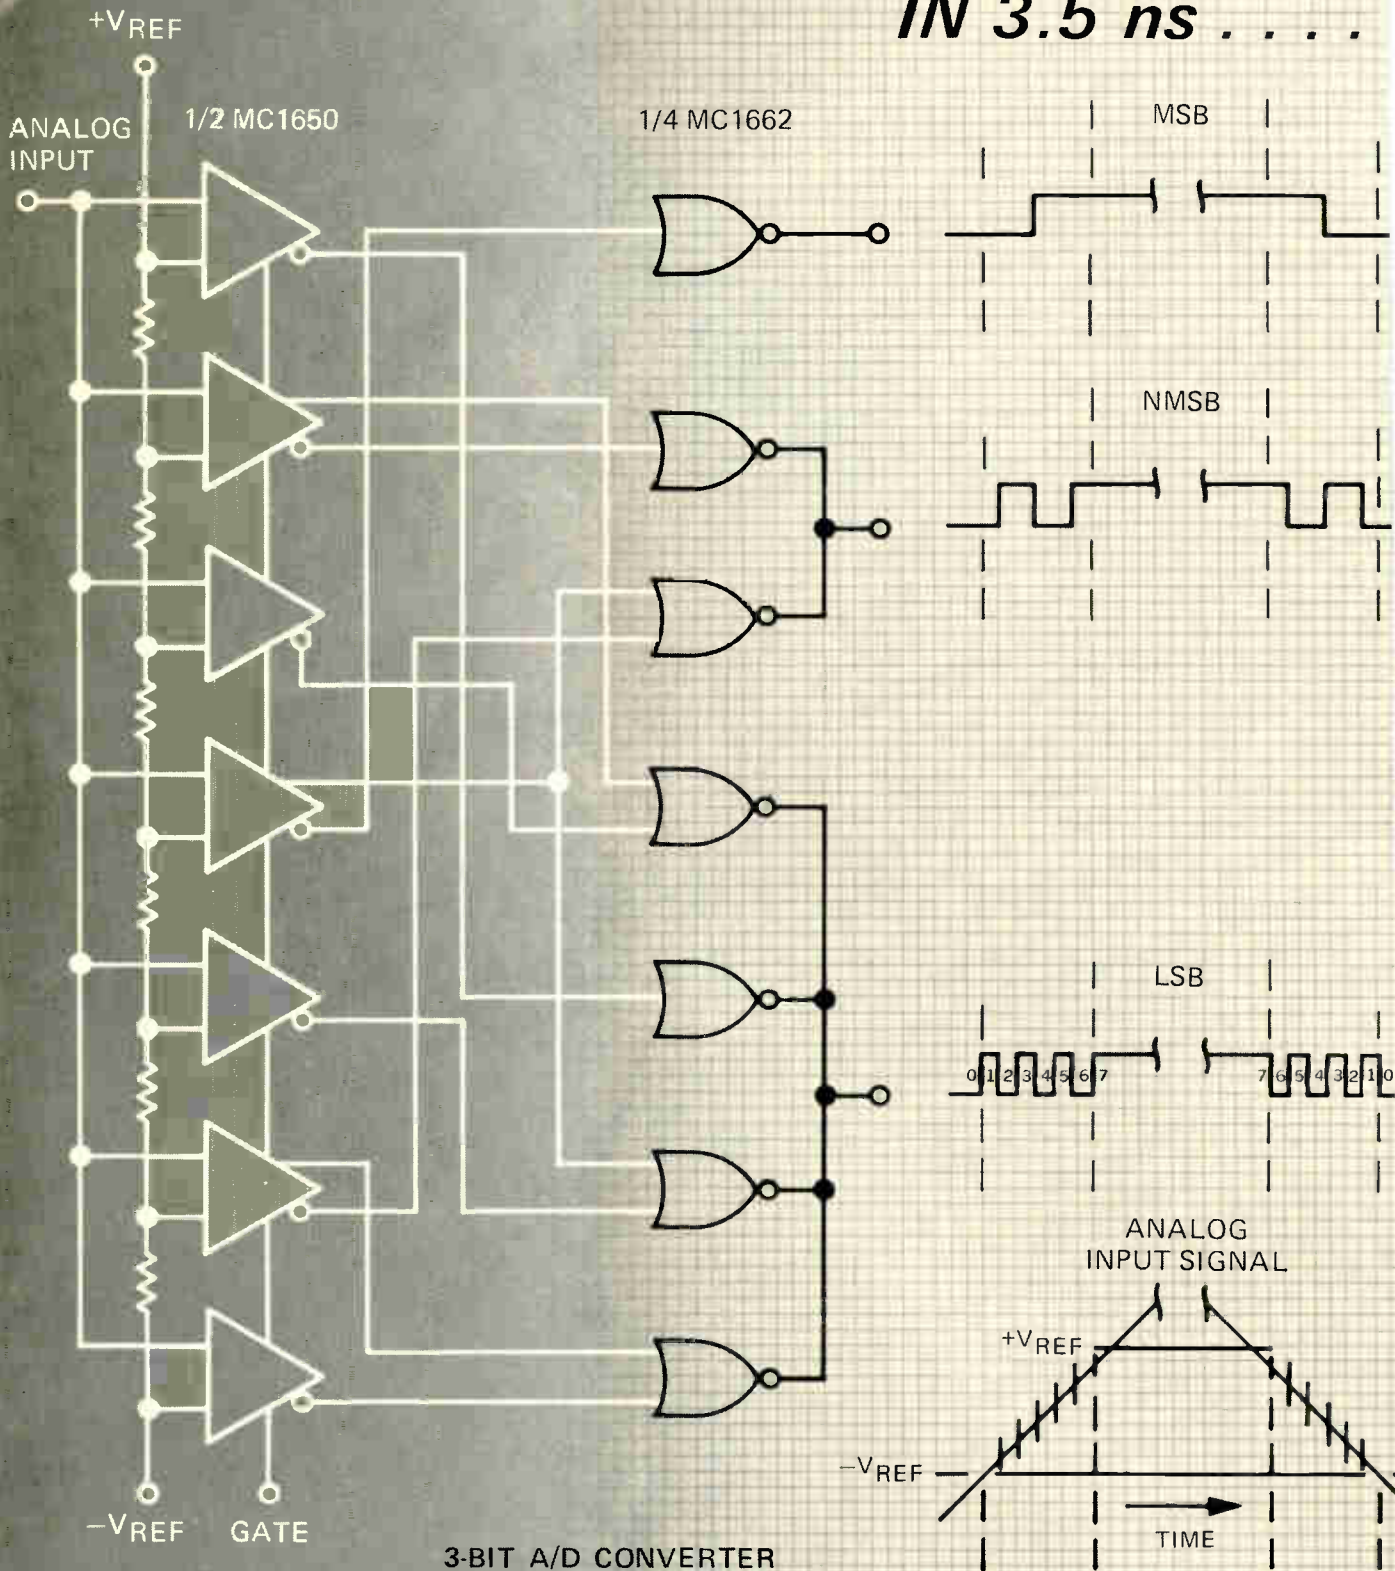 IN 3.5 ns . . . .
+VREF
ANALOG
INPUT
1/2 MC1650
1/4 MC1662
MSB
NMSB
LSB
0 1 2 3 4 5 6 7
7 6 5 4 3 2 1 0
ANALOG
INPUT SIGNAL
+VREF
−VREF
TIME
−VREF
GATE
3-BIT A/D CONVERTER